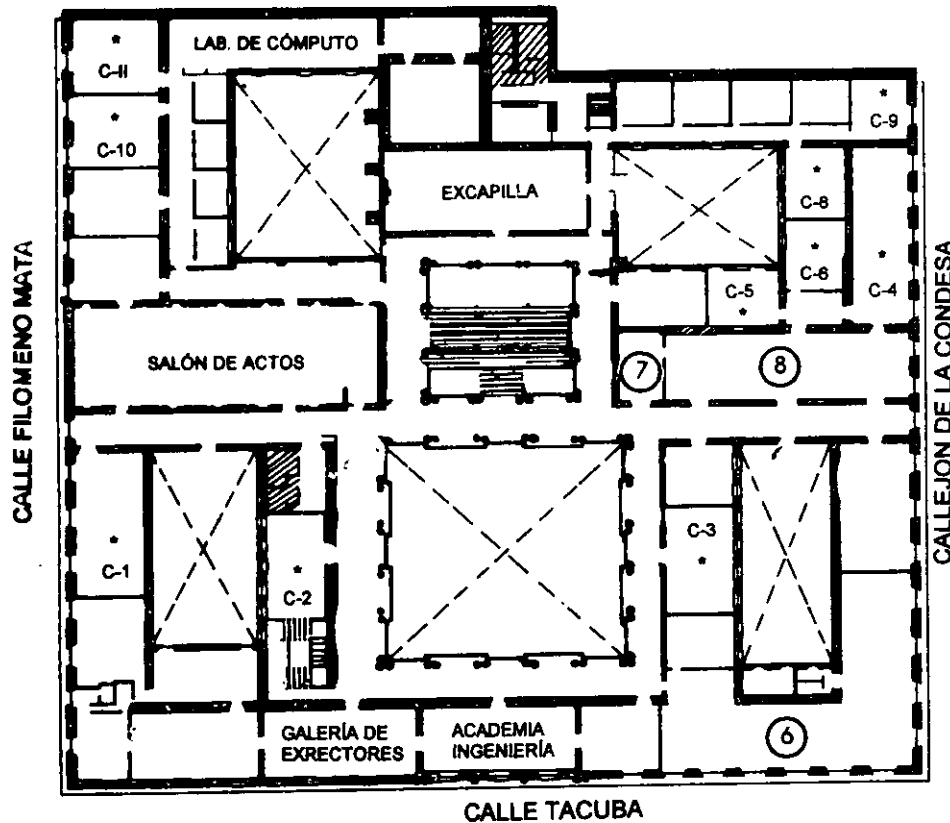 LAB. DE CÓMPUTO
*
C-11
*
C-10
*
C-9
EXCAPILLA
*
C-8
*
C-6
*
C-4
C-5
*
SALÓN DE ACTOS
7
8
CALLE FILOMENO MATA
CALLEJON DE LA CONDESA
*
C-1
*
C-2
C-3
*
GALERÍA DE
EXRECTORES
ACADEMIA
INGENIERÍA
6
CALLE TACUBA